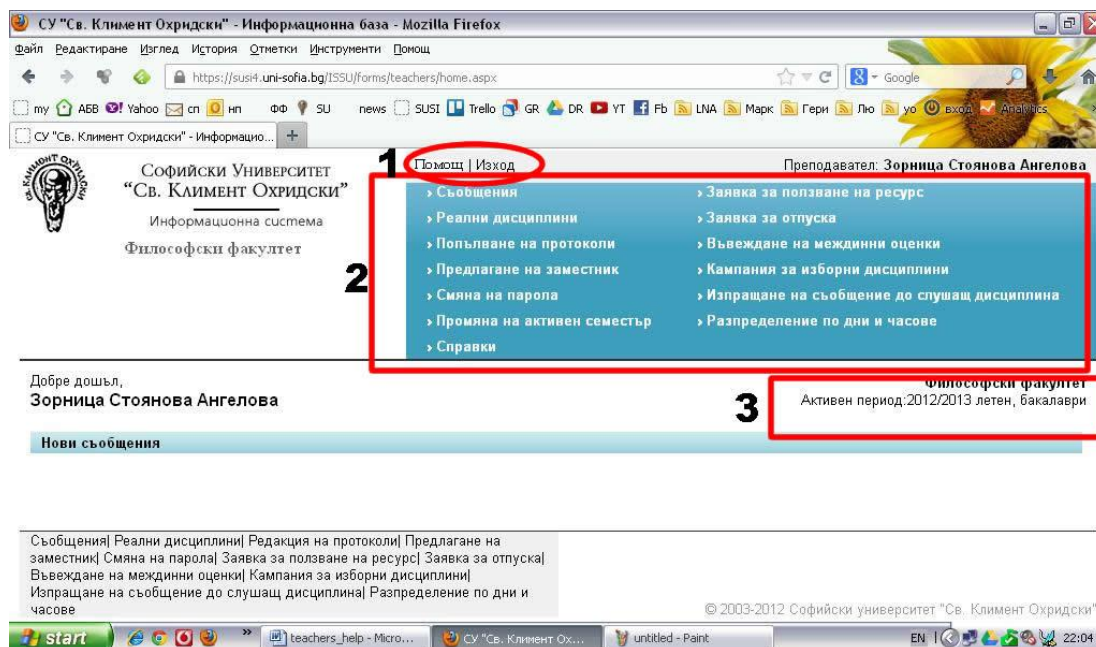 СУ "Св. Климент Охридски" - Информационна база - Mozilla Firefox
Файл Редактиране Изглед История Отметки Инструменти Помощ
https://susi4.uni-sofia.bg/ISSU/forms/teachers/home.aspx
Google
my АБВ Yahoo сп нп ФФ SU news SUSI Trello GR DR YT Fb LNA Марк Гери Лю yo вход Analytics
СУ "Св. Климент Охридски" - Информацио...
Софийски Университет
"Св. Климент Охридски"
Информационна система
Философски факултет
1
Помощ | Изход
Преподавател: Зорница Стоянова Ангелова
2
› Съобщения
› Реални дисциплини
› Попълване на протоколи
› Предлагане на заместник
› Смяна на парола
› Промяна на активен семестър
› Справки
› Заявка за ползване на ресурс
› Заявка за отпуска
› Въвеждане на междинни оценки
› Кампания за изборни дисциплини
› Изпращане на съобщение до слушащ дисциплина
› Разпределение по дни и часове
Добре дошъл,
Зорница Стоянова Ангелова
3
Философски факултет
Активен период:2012/2013 летен, бакалаври
Нови съобщения
Съобщения| Реални дисциплини| Редакция на протоколи| Предлагане на
заместник| Смяна на парола| Заявка за ползване на ресурс| Заявка за отпуска|
Въвеждане на междинни оценки| Кампания за изборни дисциплини|
Изпращане на съобщение до слушащ дисциплина| Разпределение по дни и
часове
© 2003-2012 Софийски университет "Св. Климент Охридски"
start
teachers_help - Micro...
СУ "Св. Климент Ох...
untitled - Paint
EN
22:04